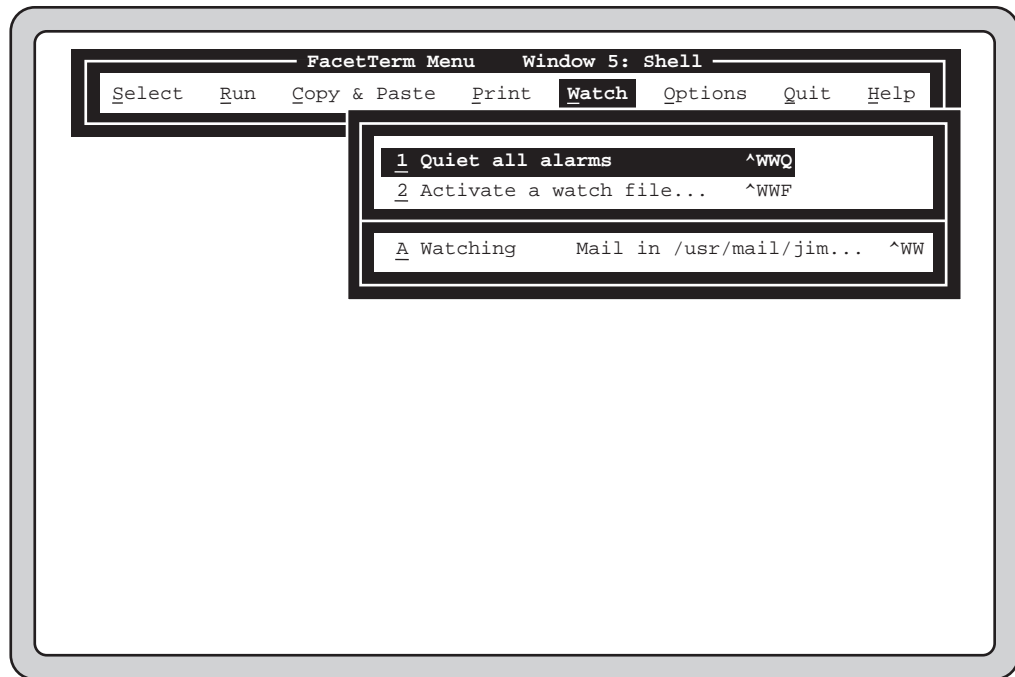 FacetTerm Menu Window 5: Shell
Select Run Copy & Paste Print Watch Options Quit Help
1 Quiet all alarms ^WWQ
2 Activate a watch file... ^WWF
A Watching Mail in /usr/mail/jim... ^WW